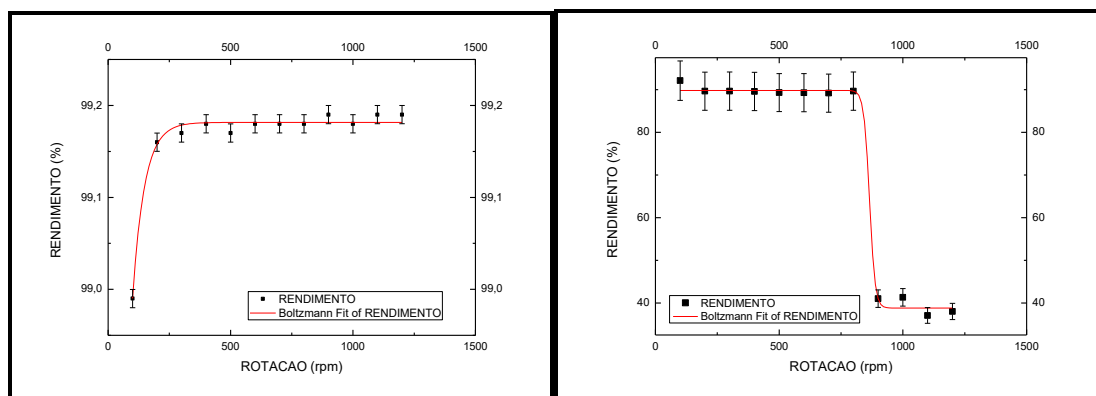 0 500 1000 1500
99,2 99,2
99,1 99,1
99,0 99,0
RENDIMENTO (%)
RENDIMENTO
Boltzmann Fit of RENDIMENTO
0 500 1000 1500
ROTACAO (rpm)
0 500 1000 1500
80 80
60 60
40 40
RENDIMENTO (%)
RENDIMENTO (%)
RENDIMENTO
Boltzmann Fit of RENDIMENTO
0 500 1000 1500
ROTACAO (rpm)